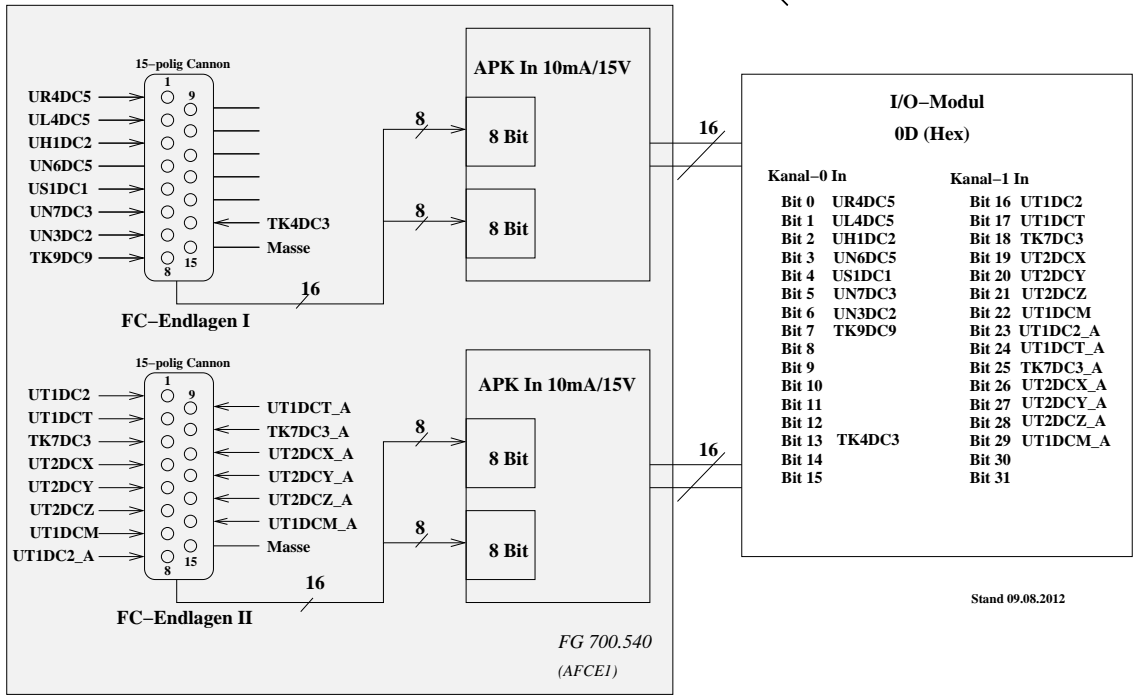 15−polig Cannon
1
9
UR4DC5
UL4DC5
UH1DC2
UN6DC5
US1DC1
UN7DC3
UN3DC2
TK9DC9
TK4DC3
Masse
8
15
16
FC−Endlagen I
APK In 10mA/15V
8
8 Bit
8
8 Bit
16
15−polig Cannon
1
9
UT1DC2
UT1DCT
TK7DC3
UT2DCX
UT2DCY
UT2DCZ
UT1DCM
UT1DC2_A
UT1DCT_A
TK7DC3_A
UT2DCX_A
UT2DCY_A
UT2DCZ_A
UT1DCM_A
Masse
8
15
16
FC−Endlagen II
APK In 10mA/15V
8
8 Bit
8
8 Bit
16
FG 700.540
(AFCE1)
I/O−Modul
0D (Hex)
Kanal−0 In
Bit 0 UR4DC5
Bit 1 UL4DC5
Bit 2 UH1DC2
Bit 3 UN6DC5
Bit 4 US1DC1
Bit 5 UN7DC3
Bit 6 UN3DC2
Bit 7 TK9DC9
Bit 8
Bit 9
Bit 10
Bit 11
Bit 12
Bit 13 TK4DC3
Bit 14
Bit 15
Kanal−1 In
Bit 16 UT1DC2
Bit 17 UT1DCT
Bit 18 TK7DC3
Bit 19 UT2DCX
Bit 20 UT2DCY
Bit 21 UT2DCZ
Bit 22 UT1DCM
Bit 23 UT1DC2_A
Bit 24 UT1DCT_A
Bit 25 TK7DC3_A
Bit 26 UT2DCX_A
Bit 27 UT2DCY_A
Bit 28 UT2DCZ_A
Bit 29 UT1DCM_A
Bit 30
Bit 31
Stand 09.08.2012